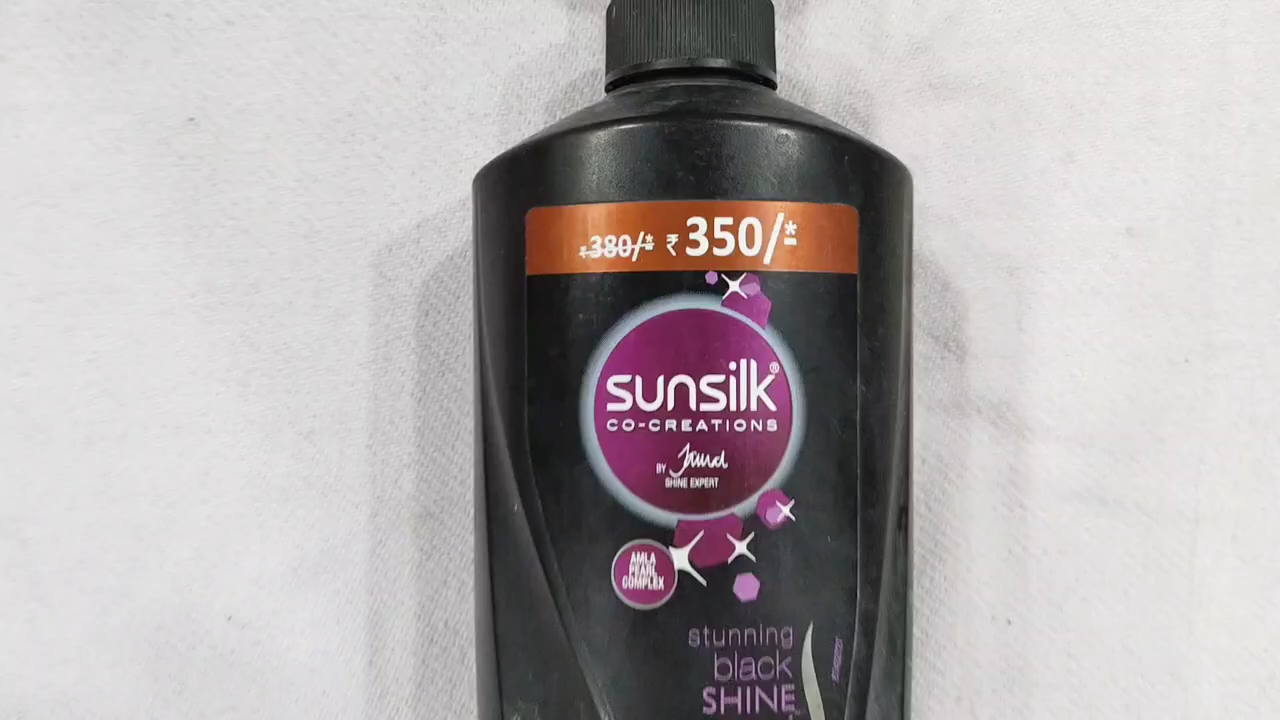 ₹380/* ₹350/*
sunsilk®
CO-CREATIONS
BY Jamal
SHINE EXPERT
AMLA
PEARL
COMPLEX
stunning
black
SHINE